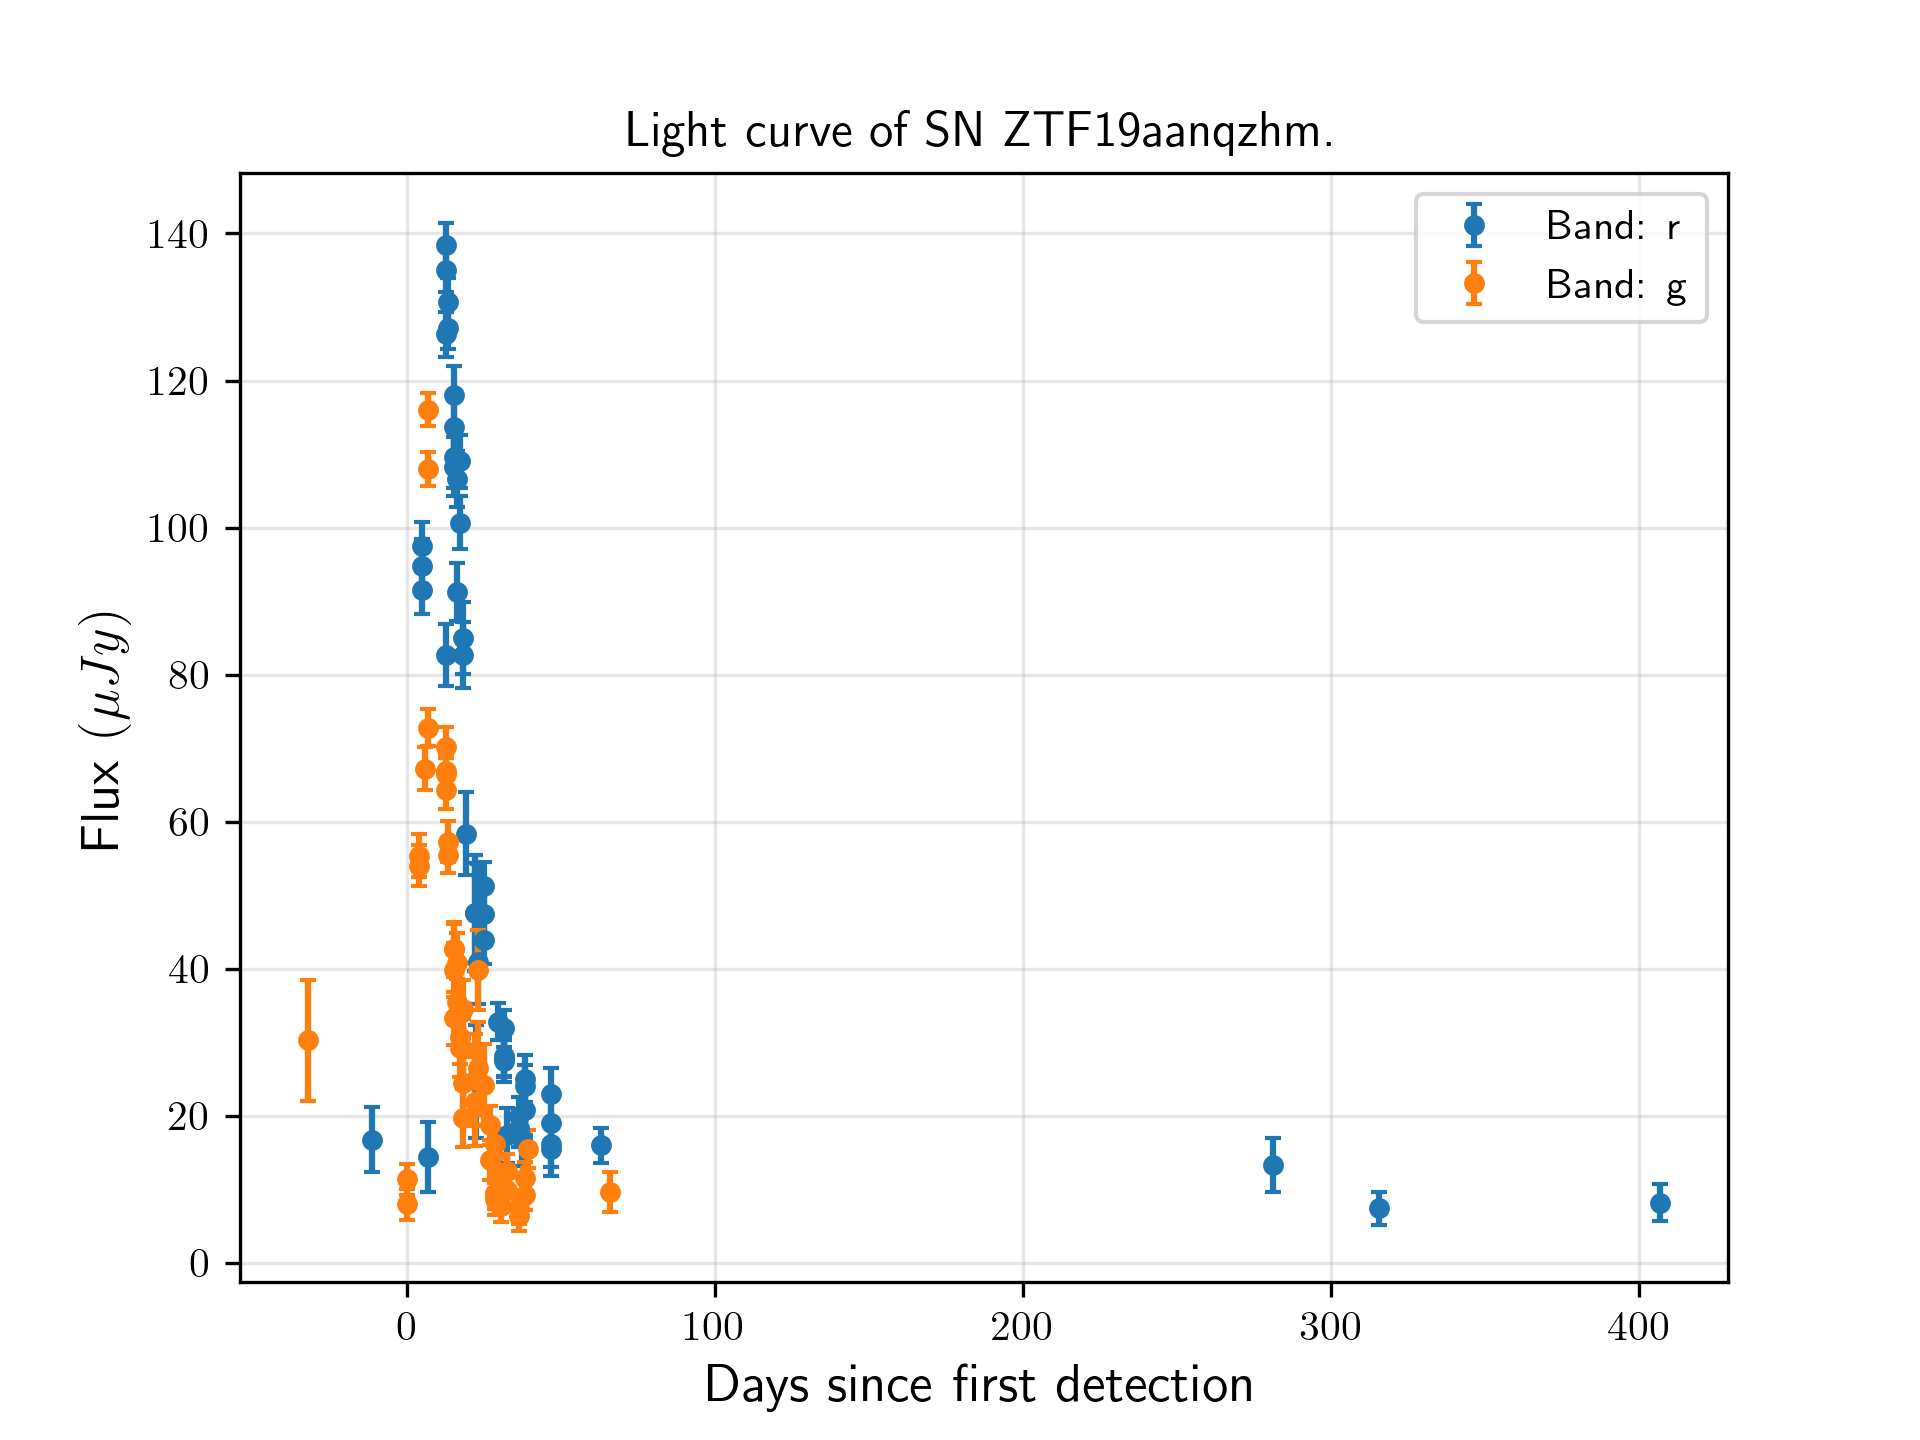 Light curve of SN ZTF19aanqzhm.
Band: r
Band: g
140
120
100
80
60
40
20
0
Flux (μJy)
0 100 200 300 400
Days since first detection